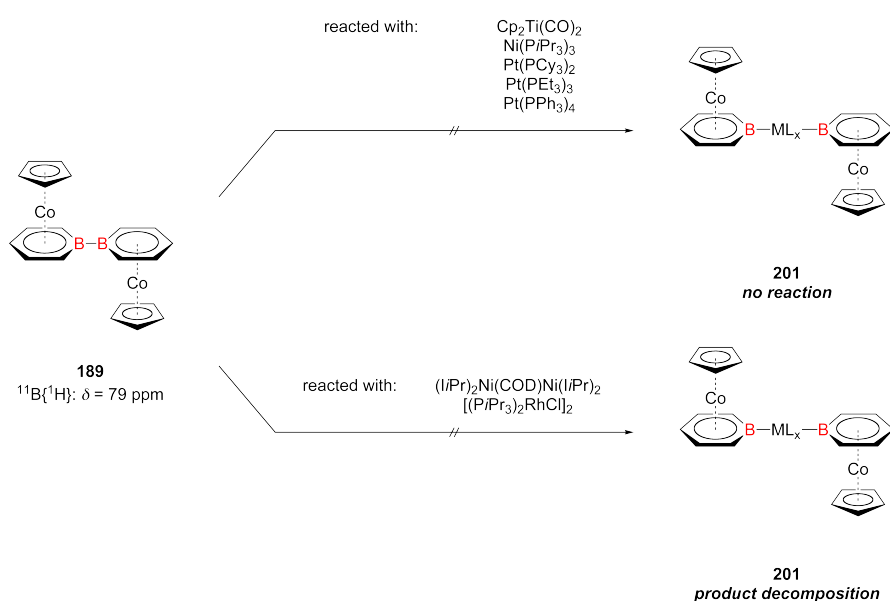 reacted with:
Cp₂Ti(CO)₂
Ni(PiPr₃)₃
Pt(PCy₃)₂
Pt(PEt₃)₃
Pt(PPh₃)₄
Co
B—B
Co
189
¹¹B{¹H}: δ = 79 ppm
Co
B—MLₓ—B
Co
201
no reaction
reacted with:
(IiPr)₂Ni(COD)Ni(IiPr)₂
[(PiPr₃)₂RhCl]₂
Co
B—MLₓ—B
Co
201
product decomposition